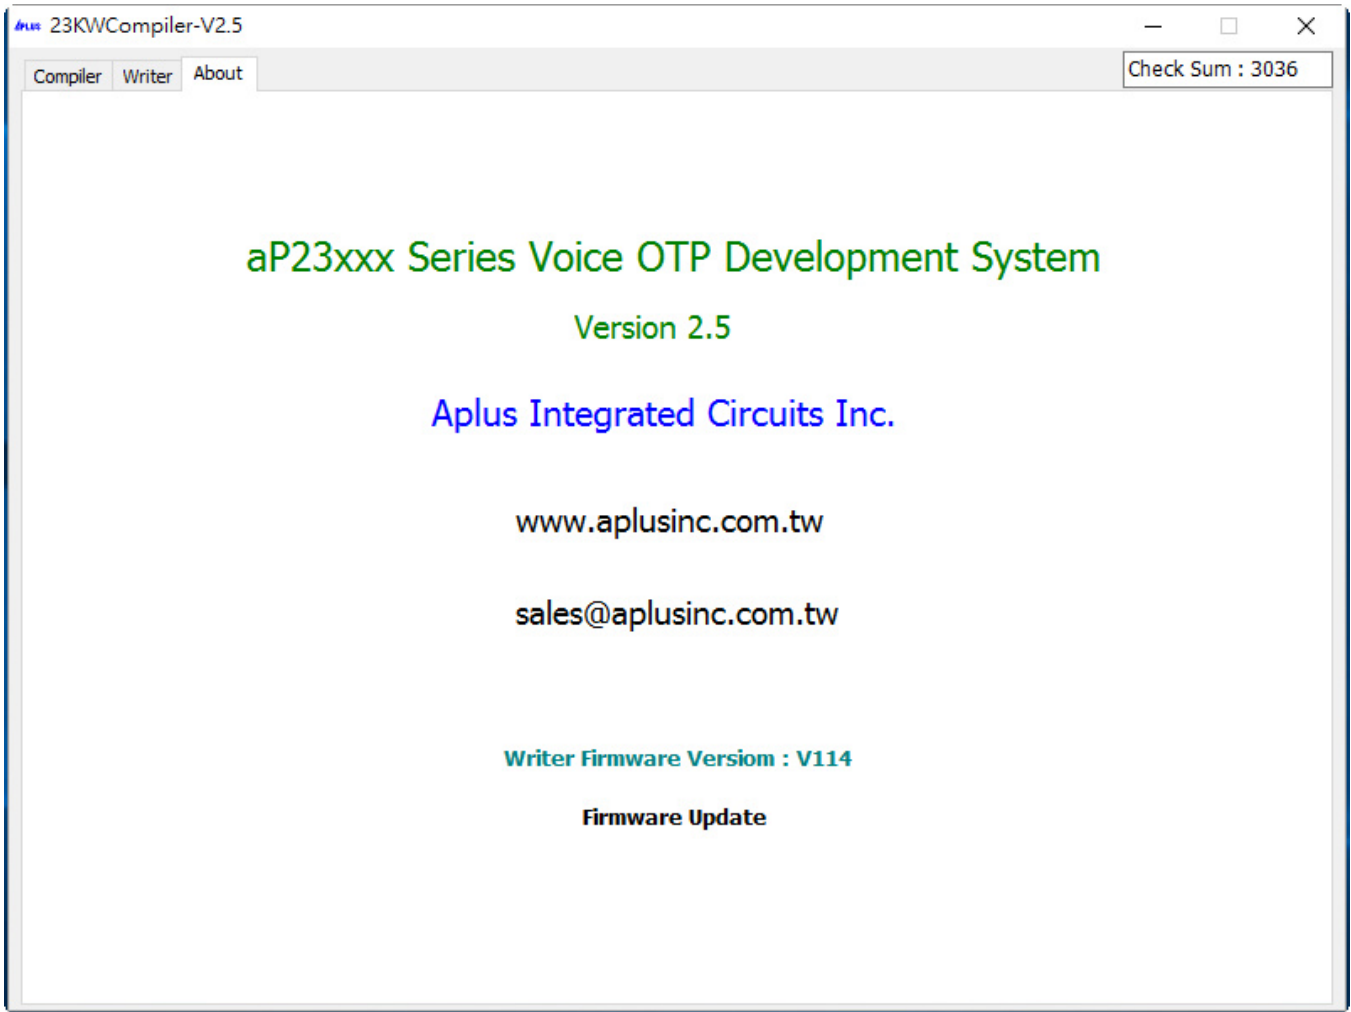 APLUS 23KWCompiler-V2.5
Compiler Writer About
Check Sum : 3036
aP23xxx Series Voice OTP Development System
Version 2.5
Aplus Integrated Circuits Inc.
www.aplusinc.com.tw
sales@aplusinc.com.tw
Writer Firmware Versiom : V114
Firmware Update